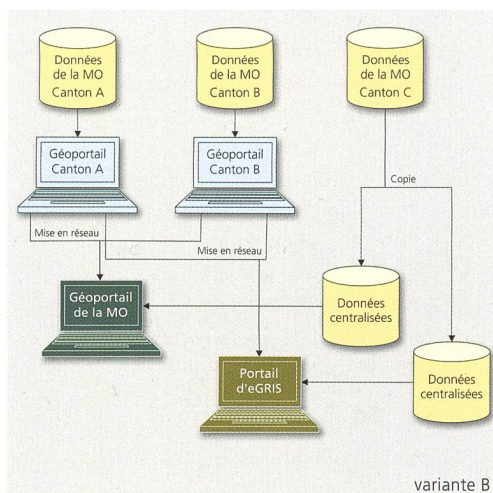 Données
de la MO
Canton A
Données
de la MO
Canton B
Données
de la MO
Canton C
Géoportail
Canton A
Géoportail
Canton B
Copie
Mise en réseau
Mise en réseau
Géoportail
de la MO
Données
centralisées
Portail
d'eGRIS
Données
centralisées
variante B